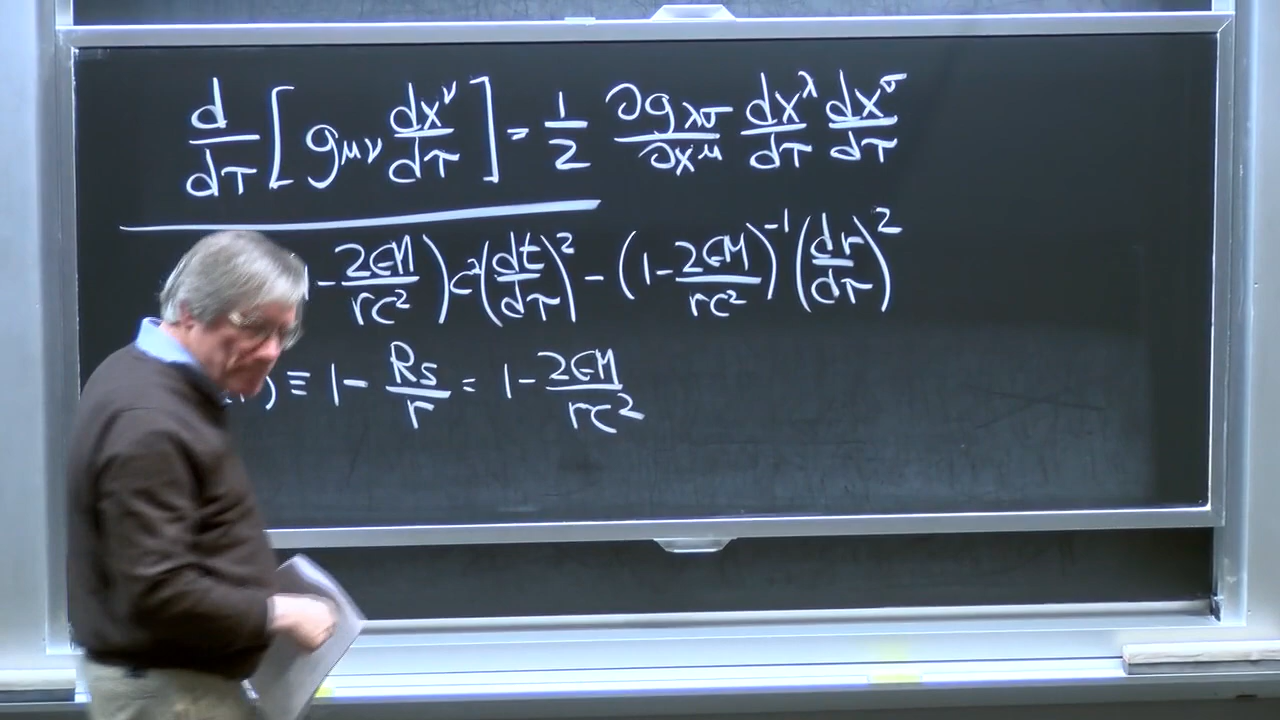 d/dτ [ g_μν dx^ν/dτ ] = 1/2 ∂g_λσ/∂x^μ dx^λ/dτ dx^σ/dτ
- 2GM/rc² ) c² (dt/dτ)² - (1 - 2GM/rc²)^-1 (dr/dτ)²
) ≡ 1 - Rs/r = 1 - 2GM/rc²